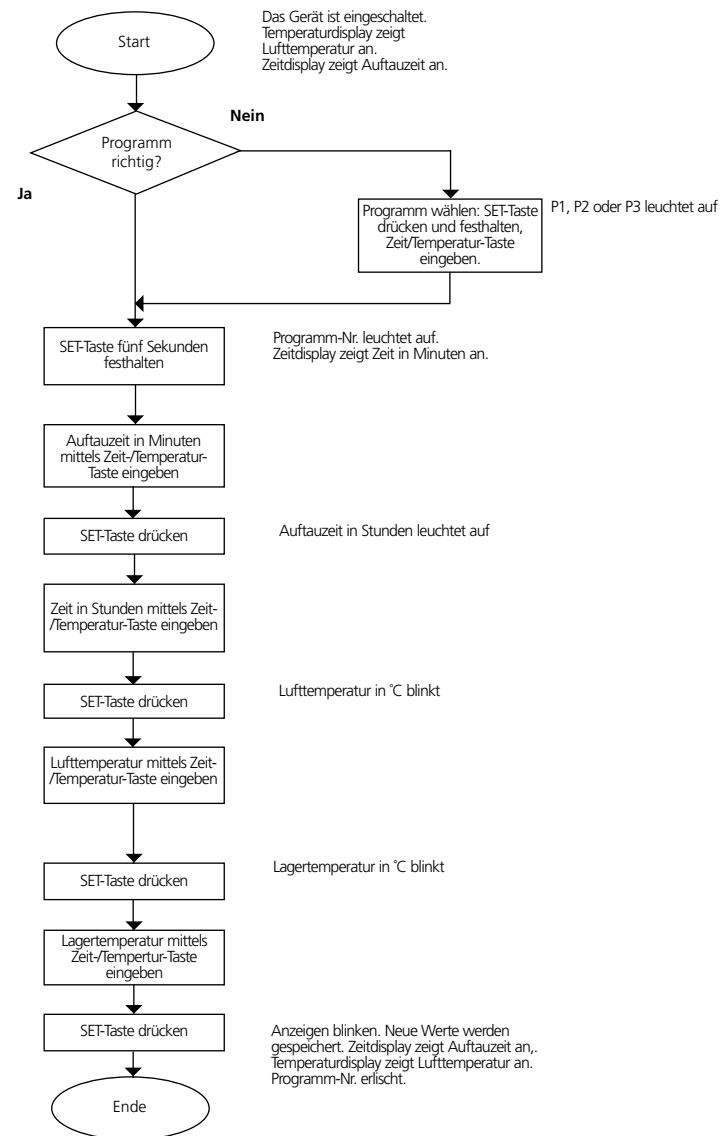 Start
Das Gerät ist eingeschaltet.
Temperaturdisplay zeigt
Lufttemperatur an.
Zeitdisplay zeigt Auftauzeit an.
Nein
Programm
richtig?
Ja
Programm wählen: SET-Taste
drücken und festhalten,
Zeit/Temperatur-Taste
eingeben.
P1, P2 oder P3 leuchtet auf
SET-Taste fünf Sekunden
festhalten
Programm-Nr. leuchtet auf.
Zeitdisplay zeigt Zeit in Minuten an.
Auftauzeit in Minuten
mittels Zeit-/Temperatur-
Taste eingeben
SET-Taste drücken
Auftauzeit in Stunden leuchtet auf
Zeit in Stunden mittels Zeit-
/Temperatur-Taste eingeben
SET-Taste drücken
Lufttemperatur in °C blinkt
Lufttemperatur mittels Zeit-
/Temperatur-Taste eingeben
SET-Taste drücken
Lagertemperatur in °C blinkt
Lagertemperatur mittels
Zeit-/Tempertur-Taste
eingeben
SET-Taste drücken
Anzeigen blinken. Neue Werte werden
gespeichert. Zeitdisplay zeigt Auftauzeit an,.
Temperaturdisplay zeigt Lufttemperatur an.
Programm-Nr. erlischt.
Ende